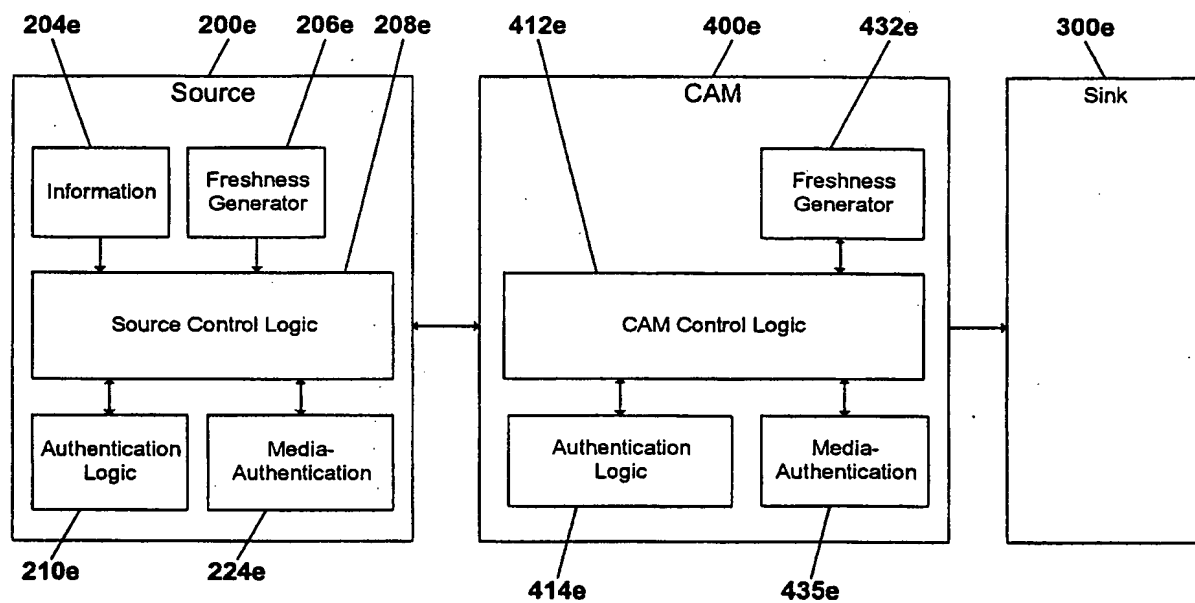 204e 200e 206e 208e 412e 400e 432e 300e
Source CAM Sink
Information
Freshness
Generator
Freshness
Generator
Source Control Logic
CAM Control Logic
Authentication
Logic
Media-
Authentication
Authentication
Logic
Media-
Authentication
210e 224e 414e 435e